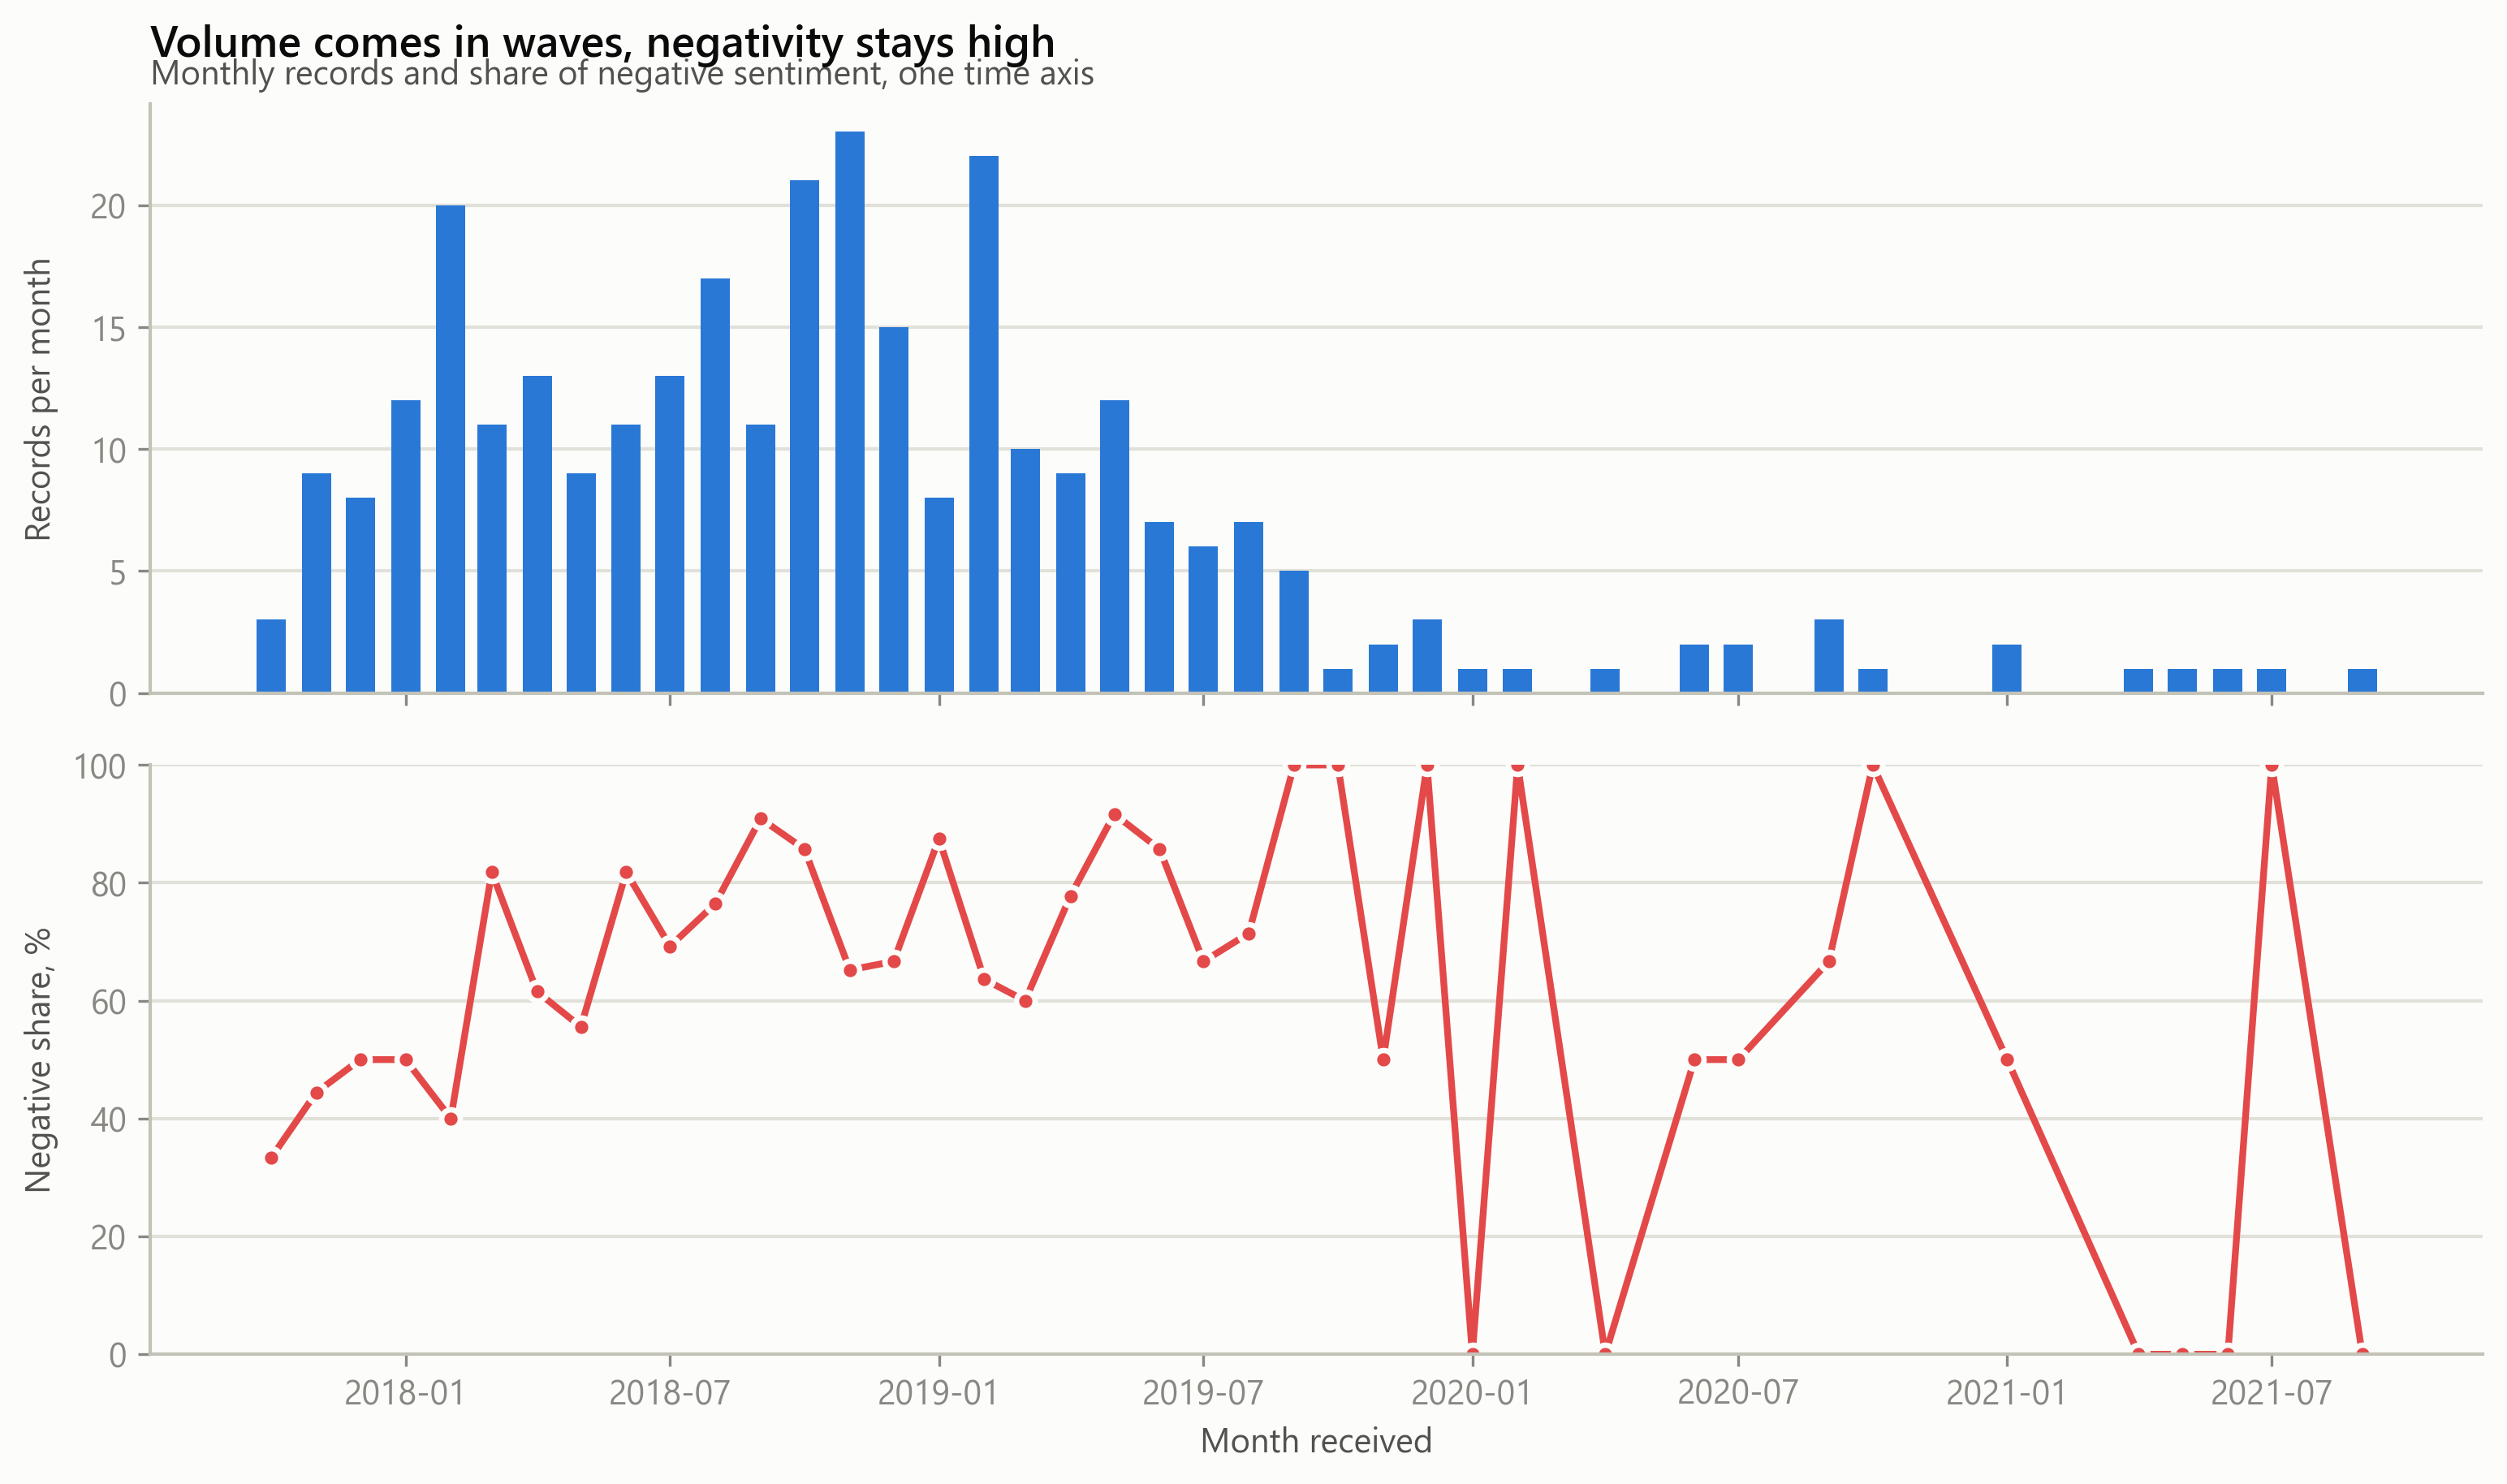 Volume comes in waves, negativity stays high
Monthly records and share of negative sentiment, one time axis
Records per month
20
15
10
5
0
Negative share, %
100
80
60
40
20
0
2018-01 2018-07 2019-01 2019-07 2020-01 2020-07 2021-01 2021-07
Month received